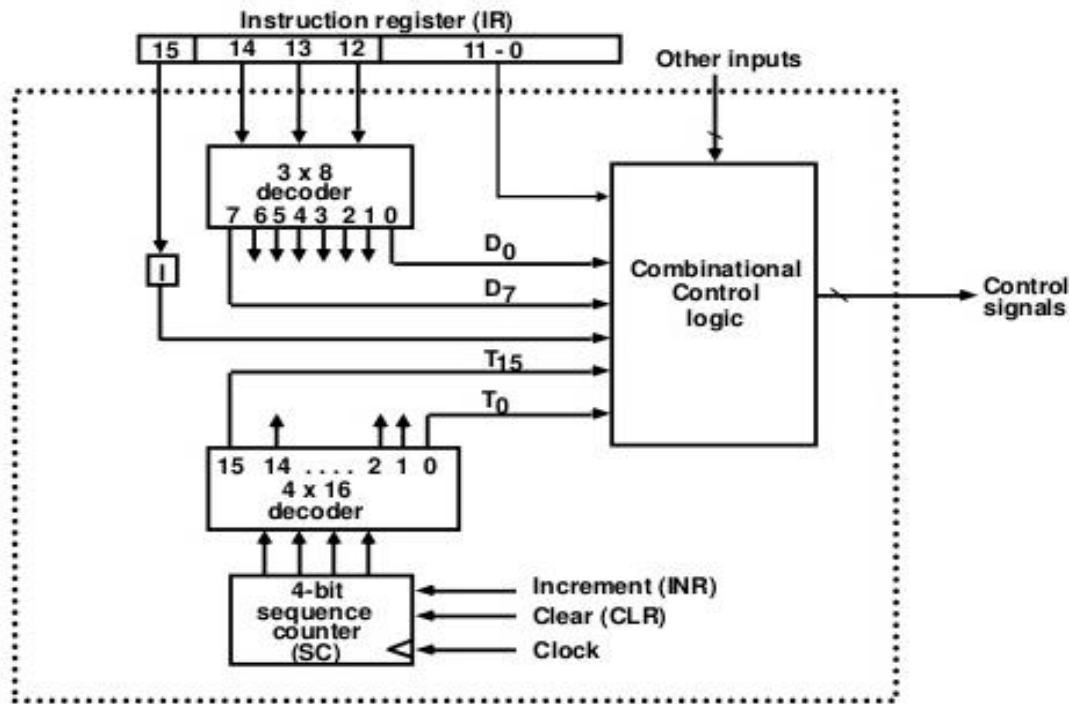 Instruction register (IR)
15 14 13 12 11 - 0
Other inputs
3 x 8
decoder
7 6 5 4 3 2 1 0
D0
I
D7
Combinational
Control
logic
Control
signals
T15
T0
15 14 . . . . 2 1 0
4 x 16
decoder
4-bit
sequence
counter
(SC)
Increment (INR)
Clear (CLR)
Clock